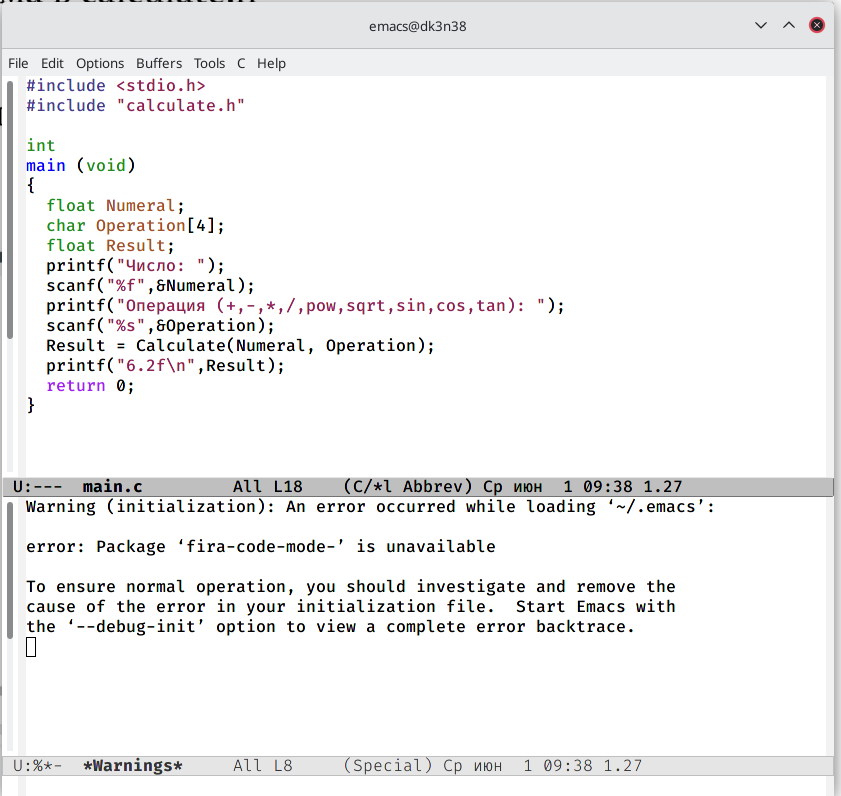 emacs@dk3n38
File Edit Options Buffers Tools C Help
#include <stdio.h>
#include "calculate.h"
int
main (void)
{
float Numeral;
char Operation[4];
float Result;
printf("Число: ");
scanf("%f",&Numeral);
printf("Операция (+,-,*,/,pow,sqrt,sin,cos,tan): ");
scanf("%s",&Operation);
Result = Calculate(Numeral, Operation);
printf("6.2f\n",Result);
return 0;
}
U:--- main.c All L18 (C/*l Abbrev) Ср июн 1 09:38 1.27
Warning (initialization): An error occurred while loading ‘~/.emacs’:
error: Package ‘fira-code-mode-’ is unavailable
To ensure normal operation, you should investigate and remove the
cause of the error in your initialization file. Start Emacs with
the ‘--debug-init’ option to view a complete error backtrace.
U:%*- *Warnings* All L8 (Special) Ср июн 1 09:38 1.27